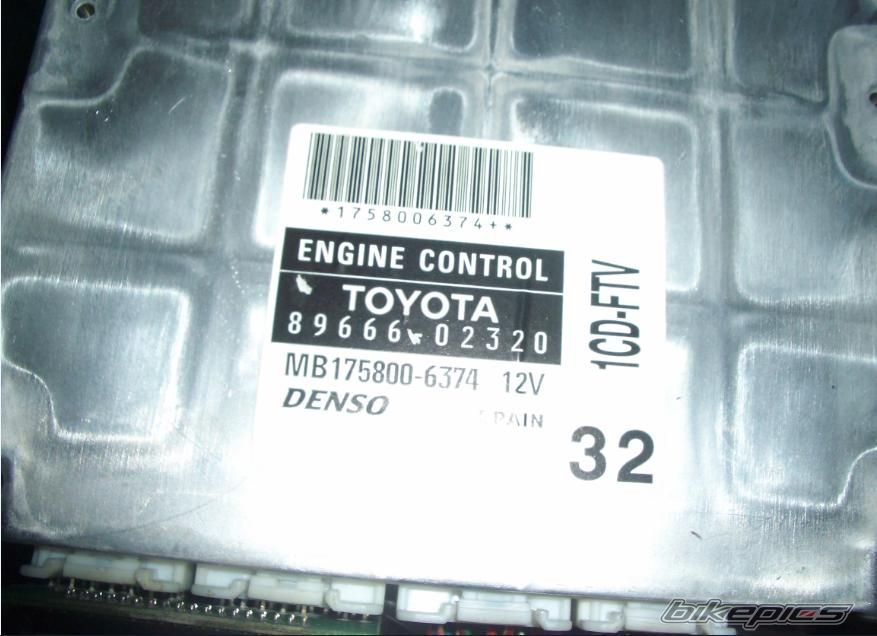 *1758006374+*
ENGINE CONTROL
TOYOTA
89666-02320
MB175800-6374 12V
DENSO
1CD-FTV
32
bikepics